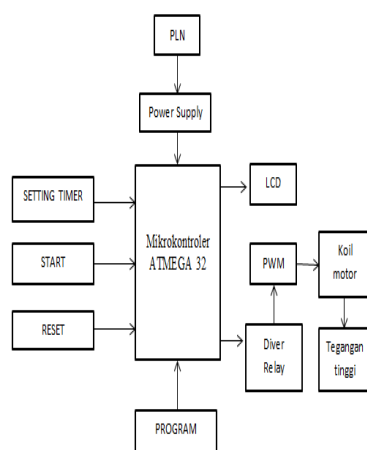 PLN
Power Supply
SETTING TIMER
START
RESET
Mikrokontroler
ATMEGA 32
LCD
PWM
Koil
motor
Diver
Relay
Tegangan
tinggi
PROGRAM